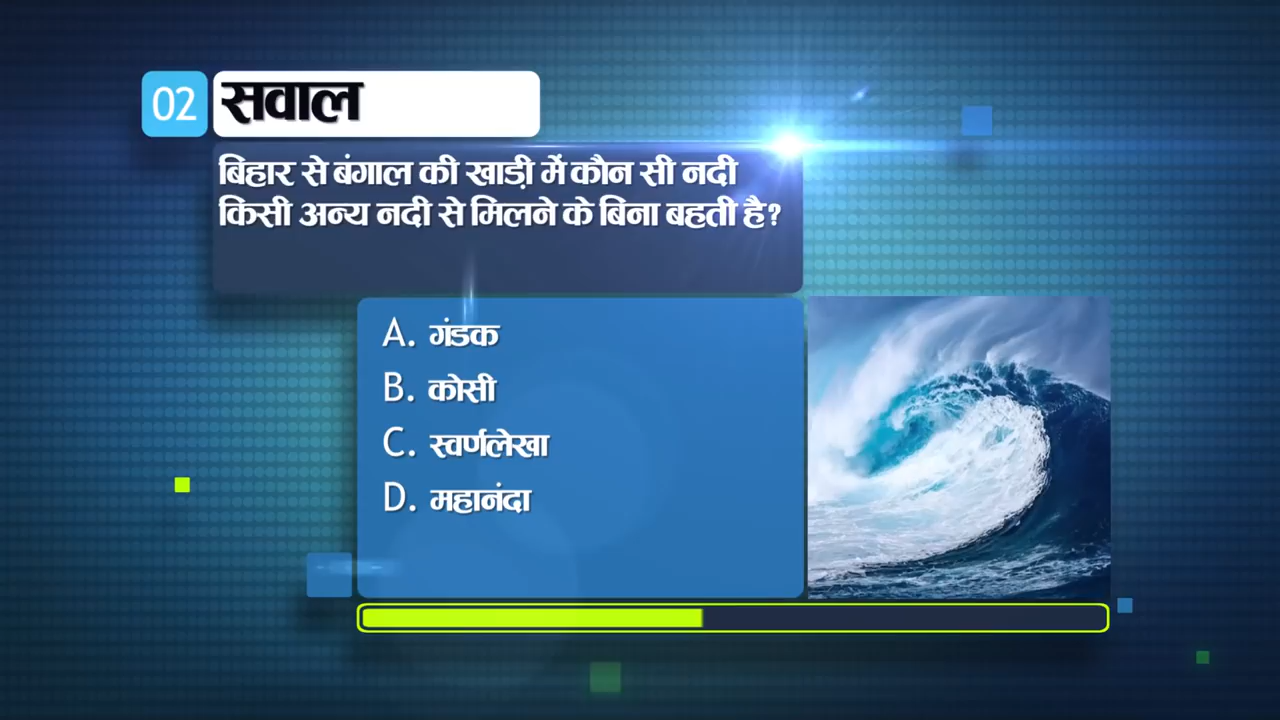 02 सवाल
बिहार से बंगाल की खाड़ी में कौन सी नदी
किसी अन्य नदी से मिलने के बिना बहती है?
A. गंडक
B. कोसी
C. स्वर्णलेखा
D. महानंदा